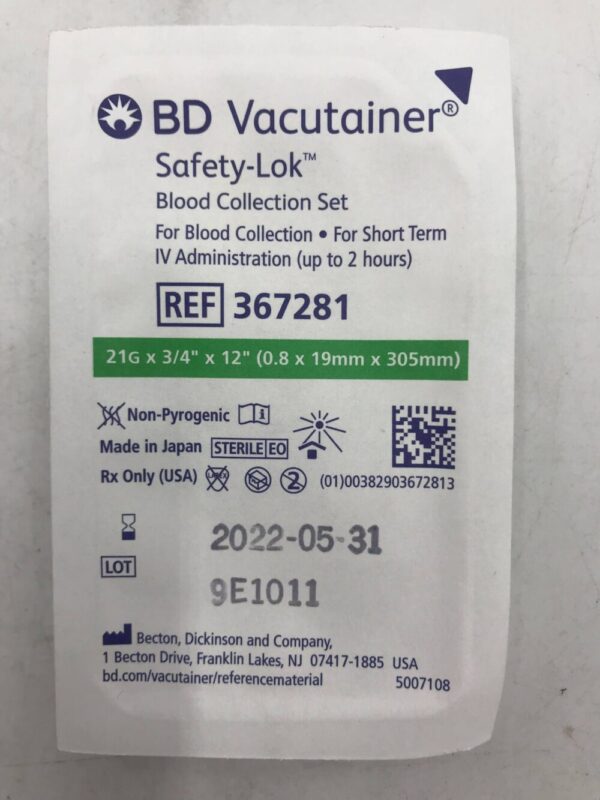 BD Vacutainer®
Safety-Lok™
Blood Collection Set
For Blood Collection • For Short Term
IV Administration (up to 2 hours)
REF 367281
21G x 3/4" x 12" (0.8 x 19mm x 305mm)
Non-Pyrogenic
Made in Japan STERILE EO
Rx Only (USA) LATEX 2 (01)00382903672813
2022-05-31
LOT 9E1011
Becton, Dickinson and Company,
1 Becton Drive, Franklin Lakes, NJ 07417-1885 USA
bd.com/vacutainer/referencematerial 5007108